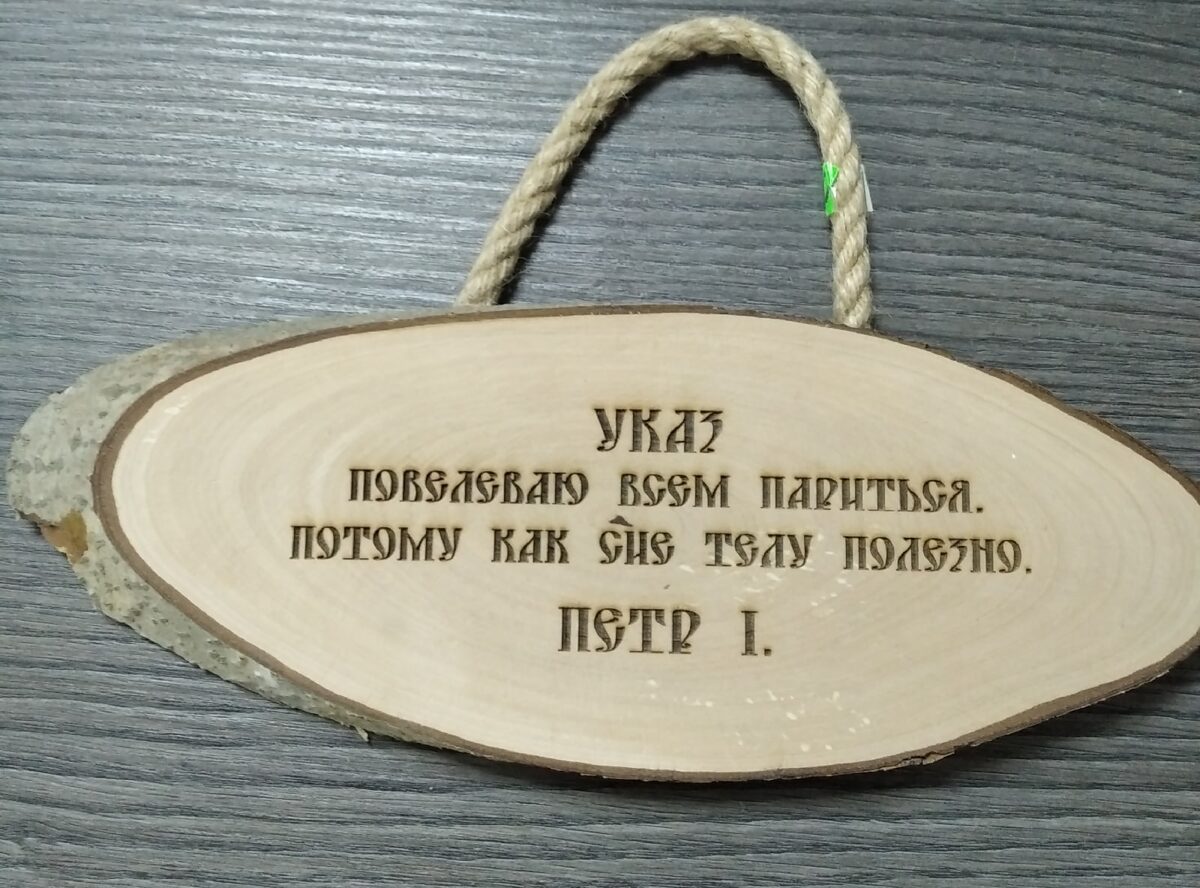 УКАЗ
ПОВЕЛЕВАЮ ВСЕМ ПАРИТЬСЯ.
ПОТОМУ КАК СИЕ ТЕЛУ ПОЛЕЗНО.
ПЕТР I.